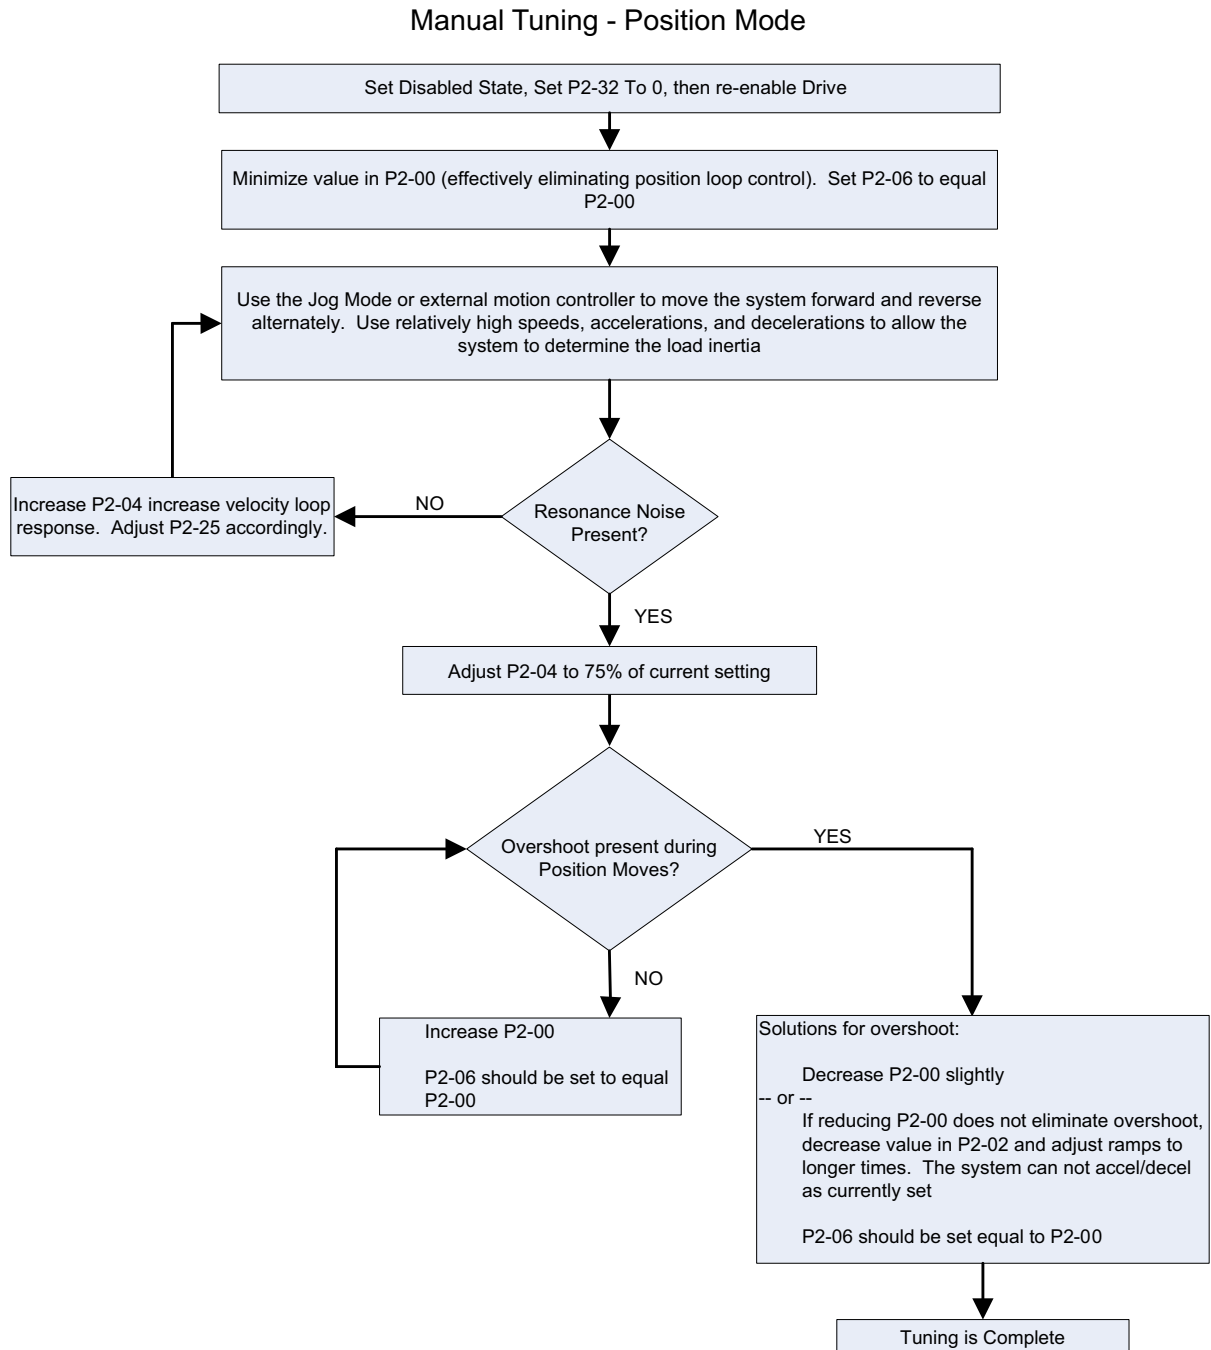 Manual Tuning - Position Mode
Set Disabled State, Set P2-32 To 0, then re-enable Drive
Minimize value in P2-00 (effectively eliminating position loop control).  Set P2-06 to equal
P2-00
Use the Jog Mode or external motion controller to move the system forward and reverse
alternately.  Use relatively high speeds, accelerations, and decelerations to allow the
system to determine the load inertia
Resonance Noise
Present?
NO
Increase P2-04 increase velocity loop
response.  Adjust P2-25 accordingly.
YES
Adjust P2-04 to 75% of current setting
Overshoot present during
Position Moves?
NO
Increase P2-00
P2-06 should be set to equal
P2-00
YES
Solutions for overshoot:
Decrease P2-00 slightly
-- or --
If reducing P2-00 does not eliminate overshoot,
decrease value in P2-02 and adjust ramps to
longer times.  The system can not accel/decel
as currently set
P2-06 should be set equal to P2-00
Tuning is Complete